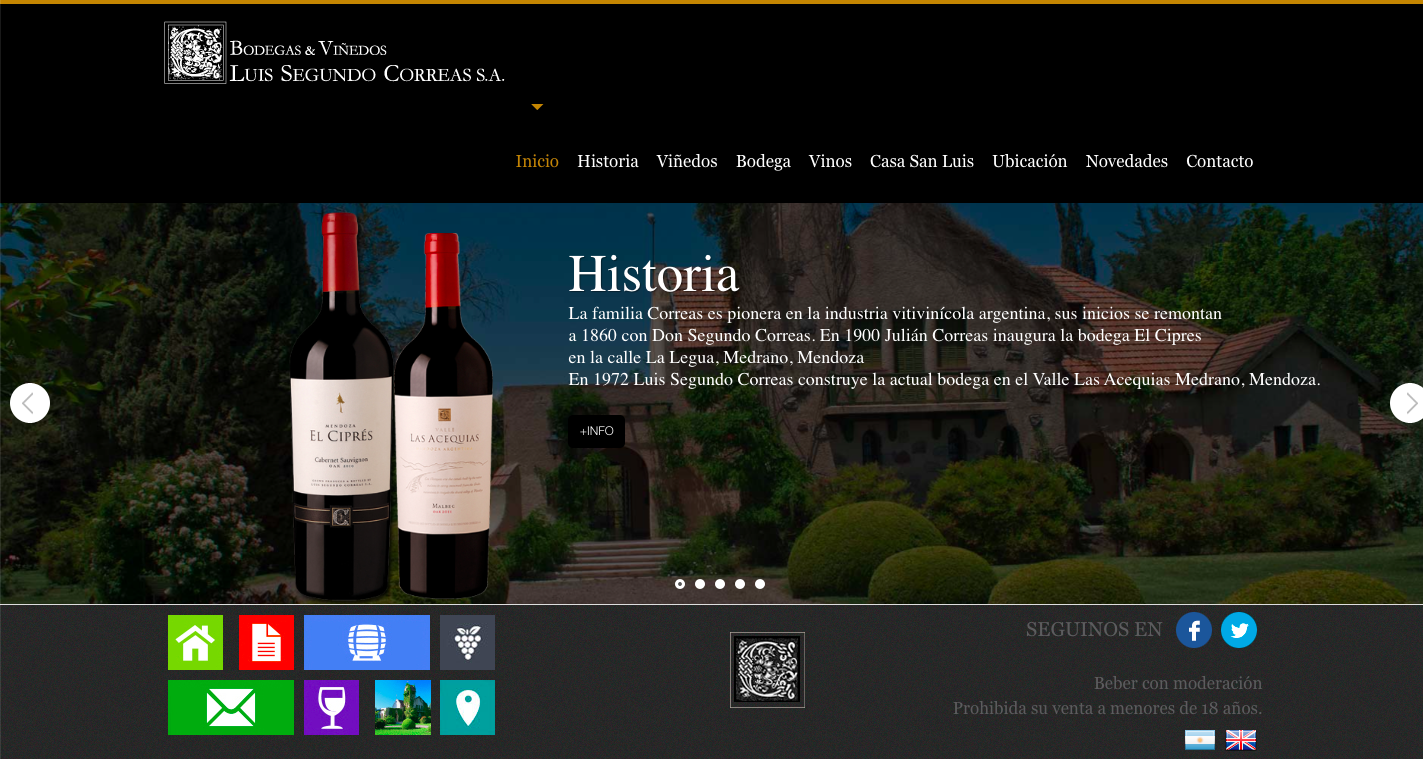 BODEGAS & VIÑEDOS
LUIS SEGUNDO CORREAS S.A.
Inicio Historia Viñedos Bodega Vinos Casa San Luis Ubicación Novedades Contacto
Historia
La familia Correas es pionera en la industria vitivinícola argentina, sus inicios se remontan
a 1860 con Don Segundo Correas. En 1900 Julián Correas inaugura la bodega El Cipres
en la calle La Legua, Medrano, Mendoza
En 1972 Luis Segundo Correas construye la actual bodega en el Valle Las Acequias Medrano, Mendoza.
+INFO
MENDOZA
EL CIPRÉS
Cabernet Sauvignon
VALLE
LAS ACEQUIAS
MALBEC
SEGUINOS EN
Beber con moderación
Prohibida su venta a menores de 18 años.